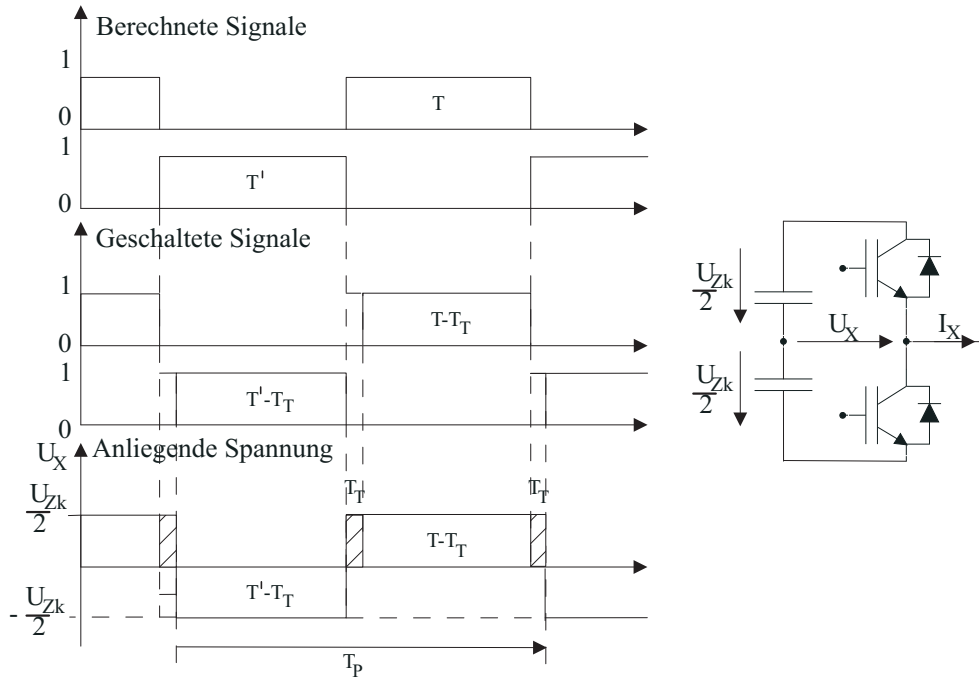 Berechnete Signale
1
0
T
1
0
T'
Geschaltete Signale
1
0
T-T_T
1
0
T'-T_T
Anliegende Spannung
U_X
U_Zk
2
T_T
T_T
T-T_T
T'-T_T
- U_Zk
2
T_P
U_Zk
2
U_X
I_X
U_Zk
2